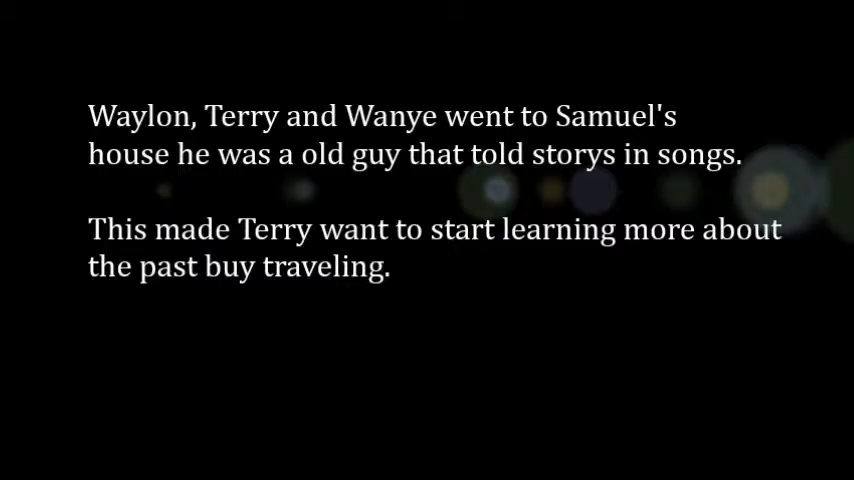 Waylon, Terry and Wanye went to Samuel's
house he was a old guy that told storys in songs.
This made Terry want to start learning more about
the past buy traveling.